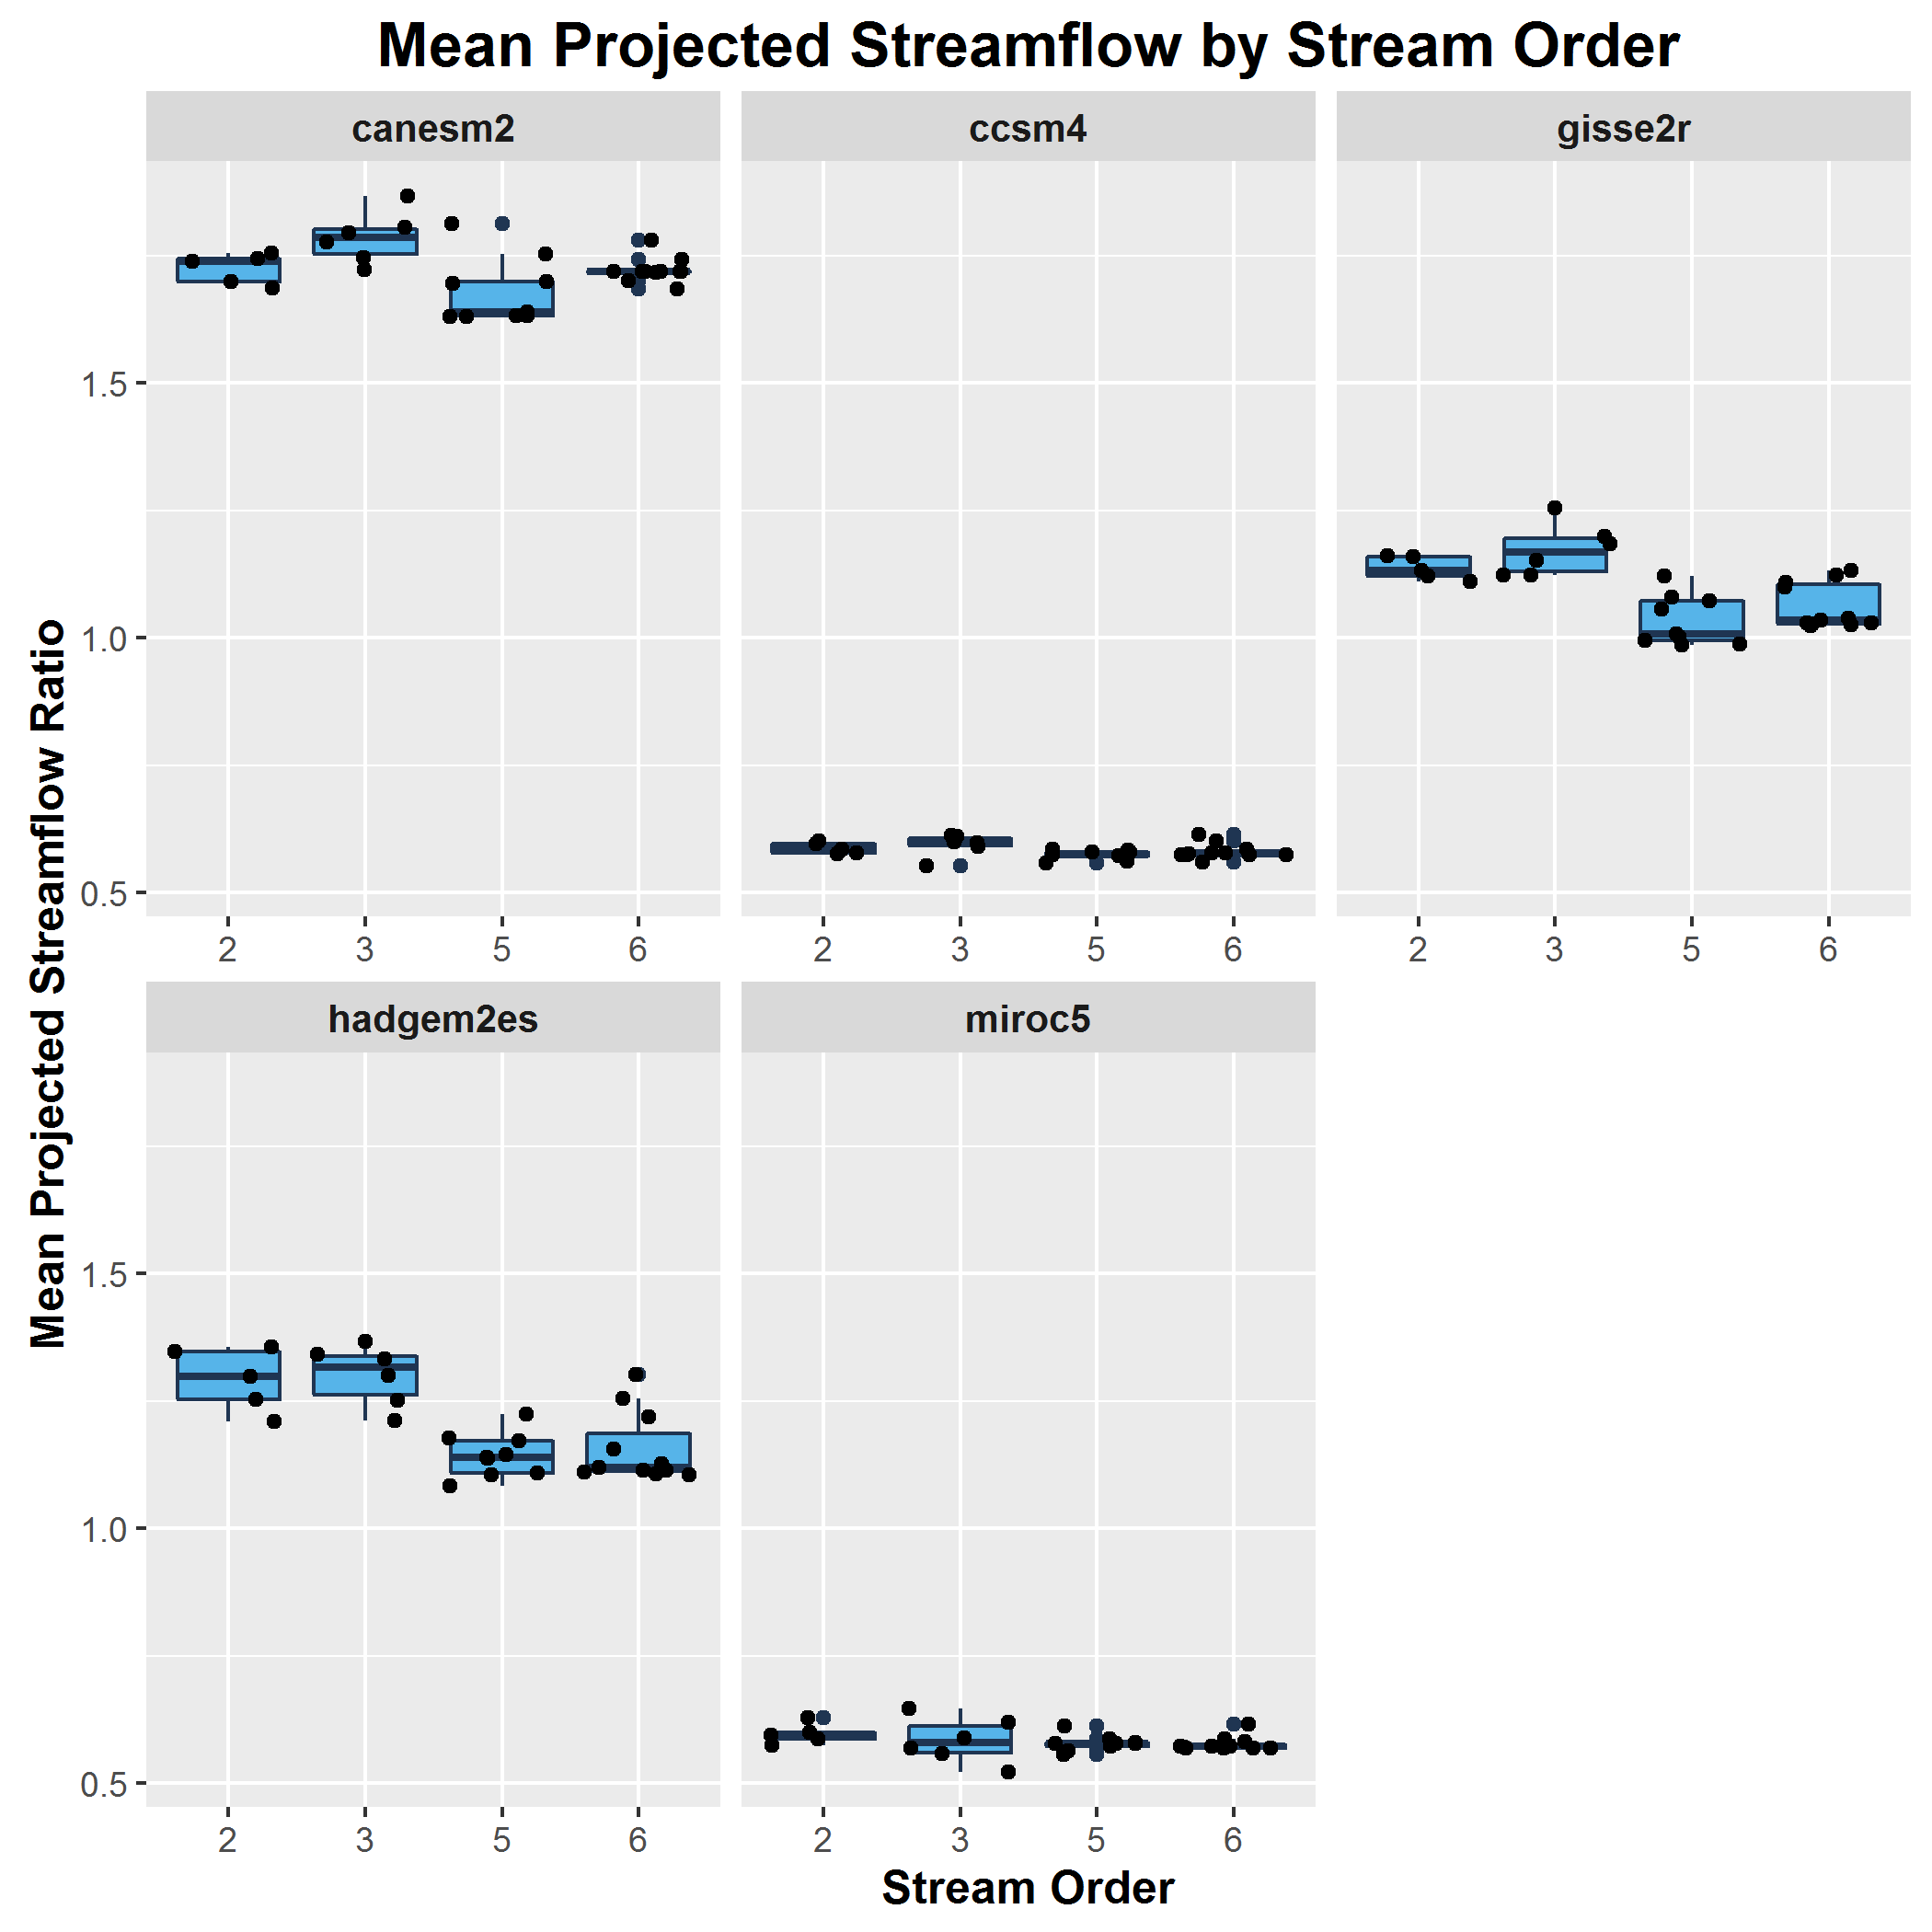 Mean Projected Streamflow by Stream Order
canesm2 ccsm4 gisse2r
1.5
1.0
0.5
2 3 5 6 2 3 5 6 2 3 5 6
Mean Projected Streamflow Ratio
hadgem2es miroc5
1.5
1.0
0.5
2 3 5 6 2 3 5 6
Stream Order